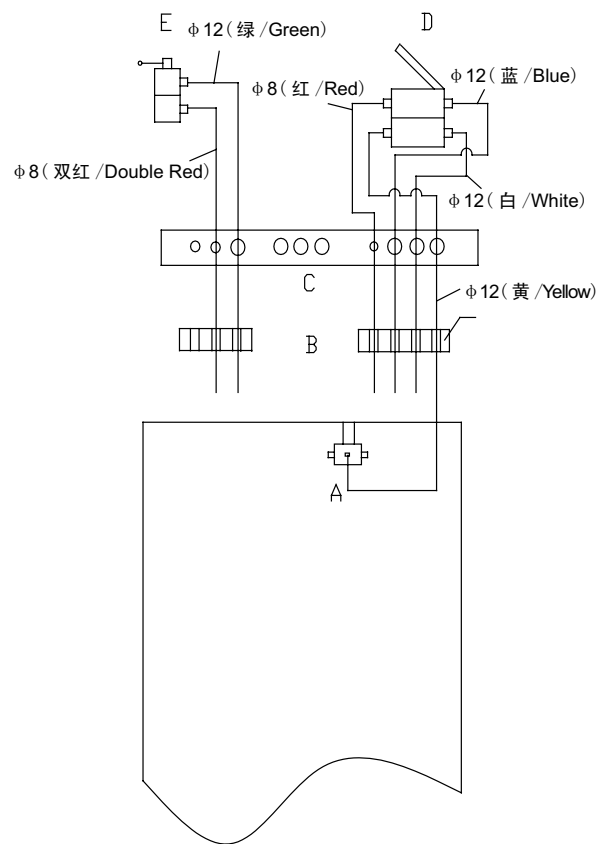 E
φ12(绿/Green)
D
φ8(红/Red)
φ12(蓝/Blue)
φ8(双红/Double Red)
φ12(白/White)
C
φ12(黄/Yellow)
B
A